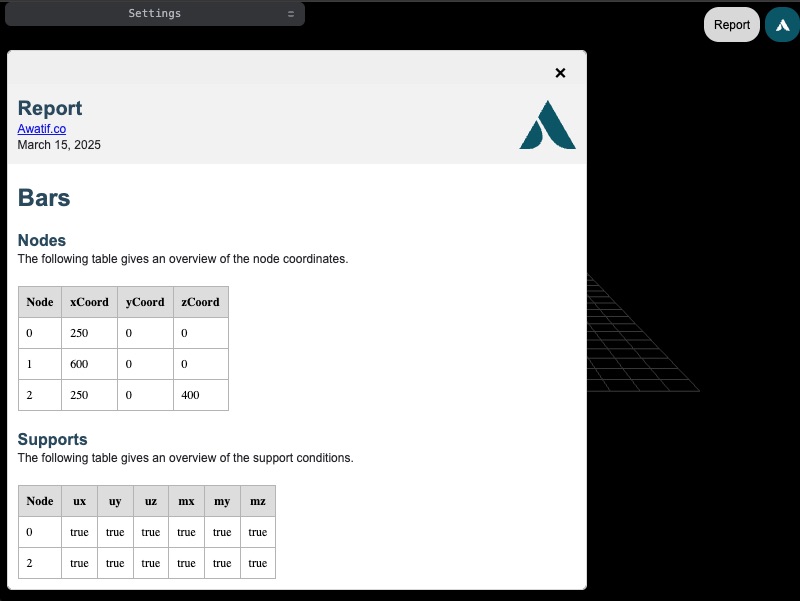 Settings
Report
×
Report
Awatif.co
March 15, 2025
Bars
Nodes
The following table gives an overview of the node coordinates.
Node xCoord yCoord zCoord
0 250 0 0
1 600 0 0
2 250 0 400
Supports
The following table gives an overview of the support conditions.
Node ux uy uz mx my mz
0 true true true true true true
2 true true true true true true